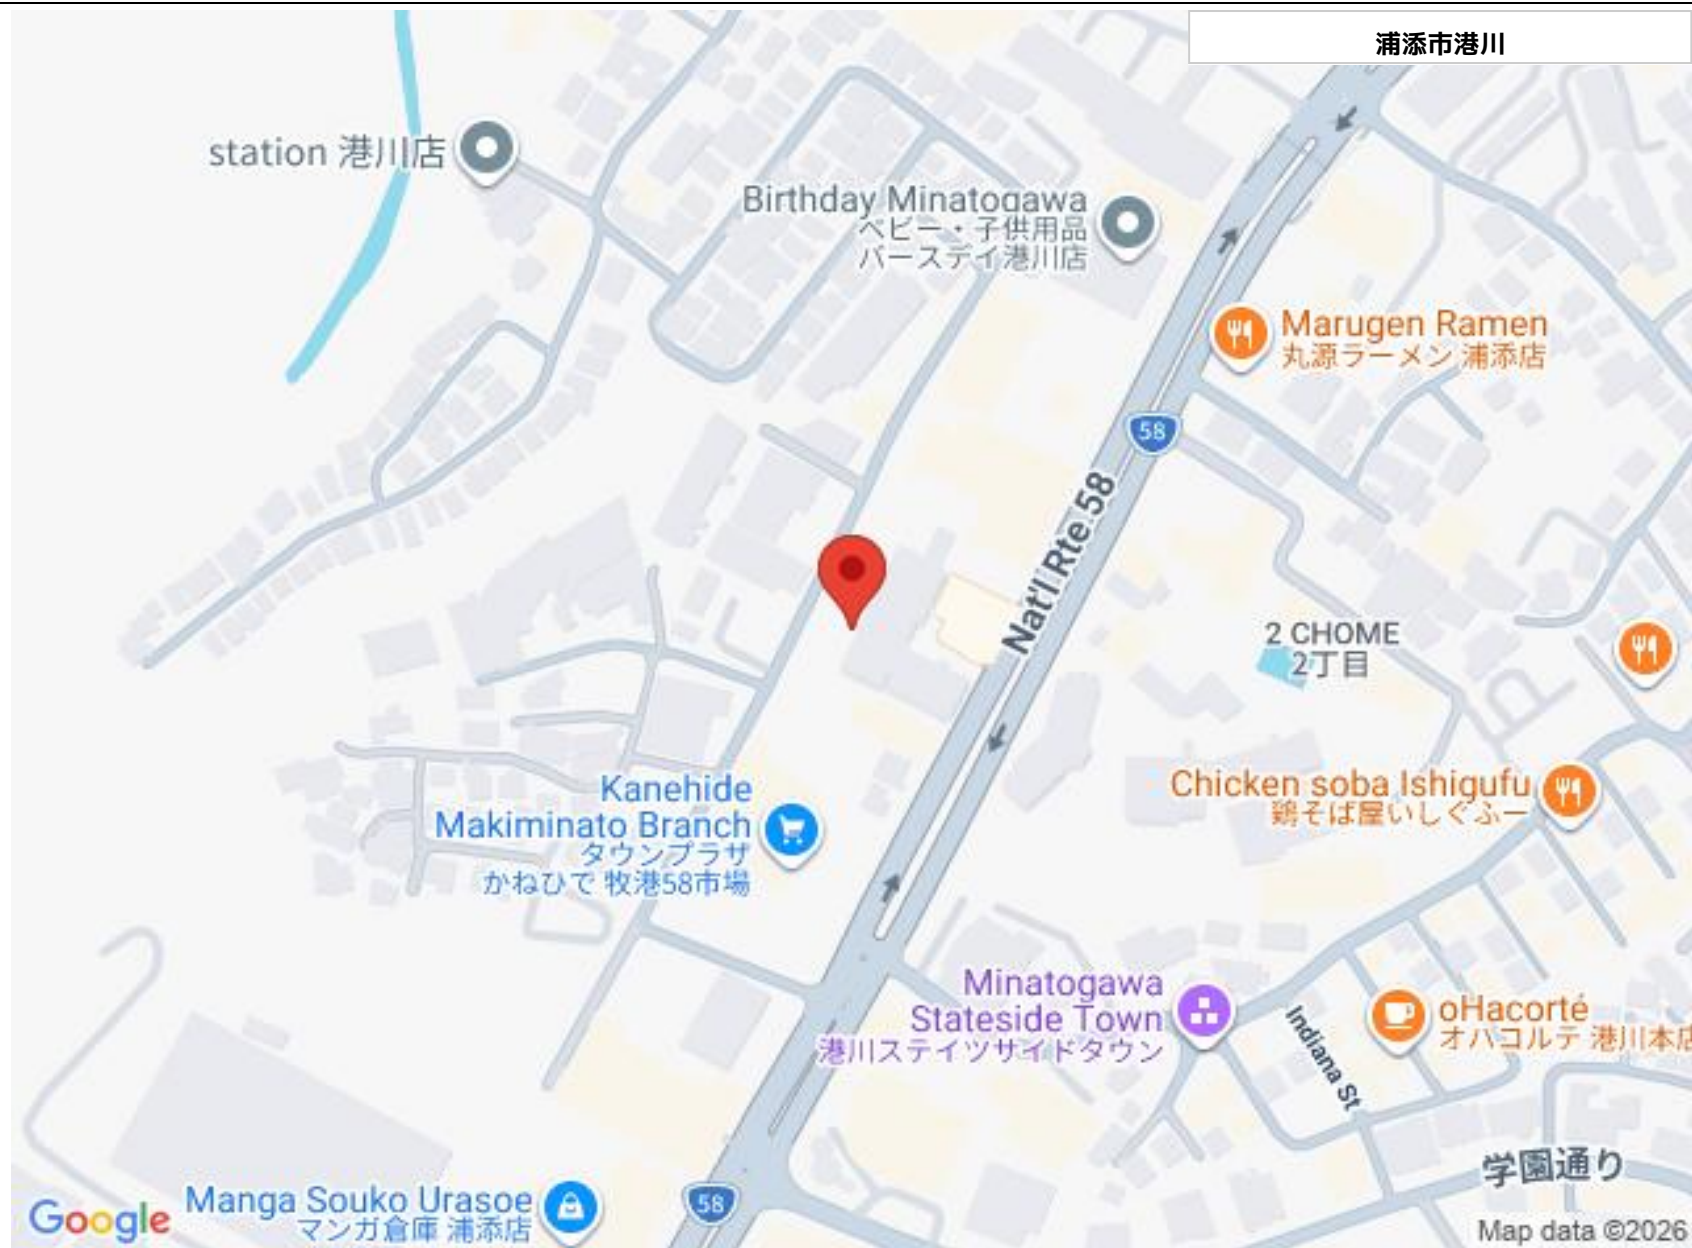 浦添市港川
station 港川店
Birthday Minatogawa
ベビー・子供用品
バースデイ港川店
Marugen Ramen
丸源ラーメン 浦添店
58
Nat'l Rte 58
2 CHOME
2丁目
Kanehide
Makiminato Branch
タウンプラザ
かねひで 牧港58市場
Chicken soba Ishigufu
鶏そば屋いしぐふー
Minatogawa
Stateside Town
港川ステイツサイドタウン
oHacorté
オハコルテ 港川本店
Indiana St
学園通り
Manga Souko Urasoe
マンガ倉庫 浦添店
58
Google
Map data ©2026